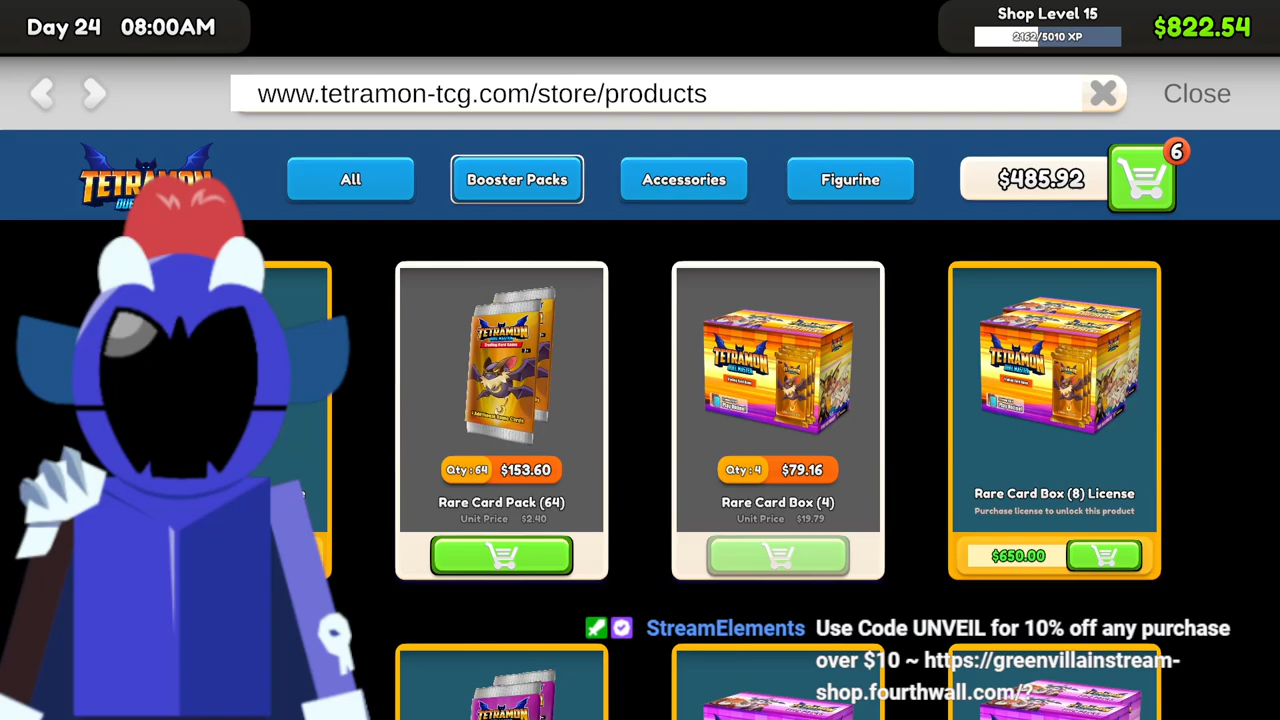 Day 24 08:00AM
Shop Level 15
2162/5010 XP
$822.54
www.tetramon-tcg.com/store/products
Close
TETRAMON
All
Booster Packs
Accessories
Figurine
$485.92
6
TETRAMON
TETRAMON
TETRAMON
Qty : 64 $153.60
Rare Card Pack (64)
Unit Price $2.40
Qty : 4 $79.16
Rare Card Box (4)
Unit Price $19.79
Rare Card Box (8) License
Purchase license to unlock this product
$650.00
StreamElements Use Code UNVEIL for 10% off any purchase
over $10 ~ https://greenvillainstream-
shop.fourthwall.com/?
TETRAMON